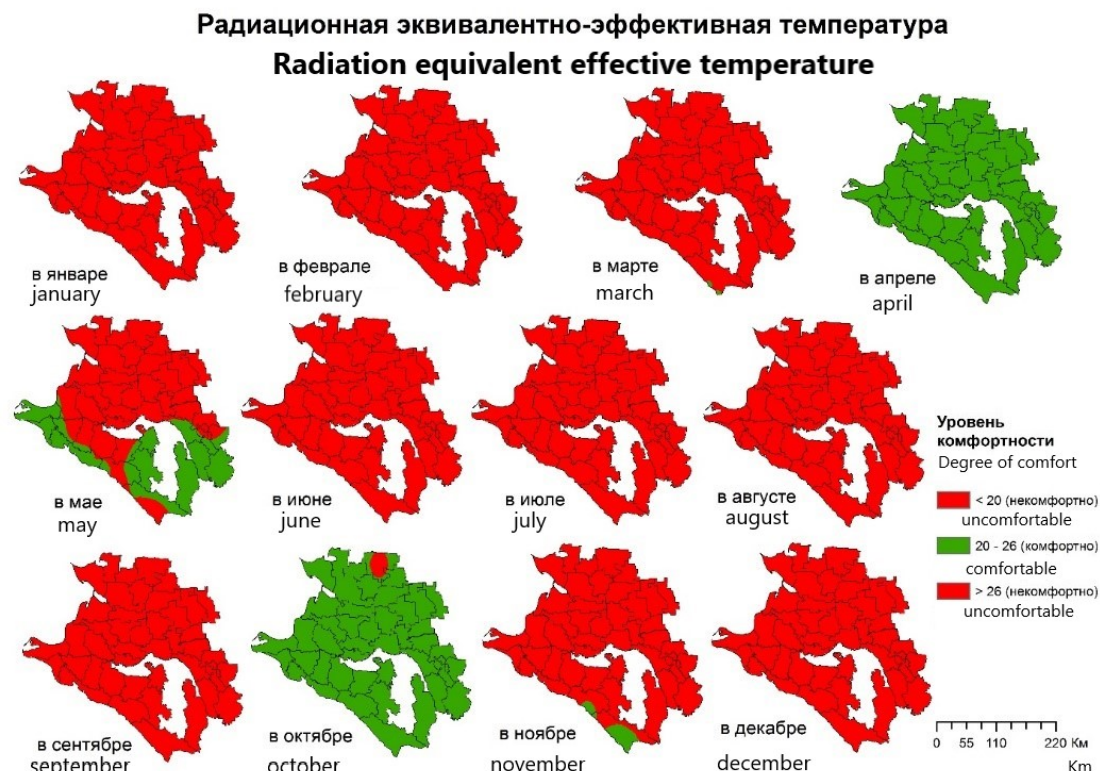 Радиационная эквивалентно-эффективная температура
Radiation equivalent effective temperature
в январе
january
в феврале
february
в марте
march
в апреле
april
в мае
may
в июне
june
в июле
july
в августе
august
Уровень
комфортности
Degree of comfort
< 20 (некомфортно)
uncomfortable
20 - 26 (комфортно)
comfortable
> 26 (некомфортно)
uncomfortable
в сентябре
september
в октябре
october
в ноябре
november
в декабре
december
0 55 110 220 Км
Km